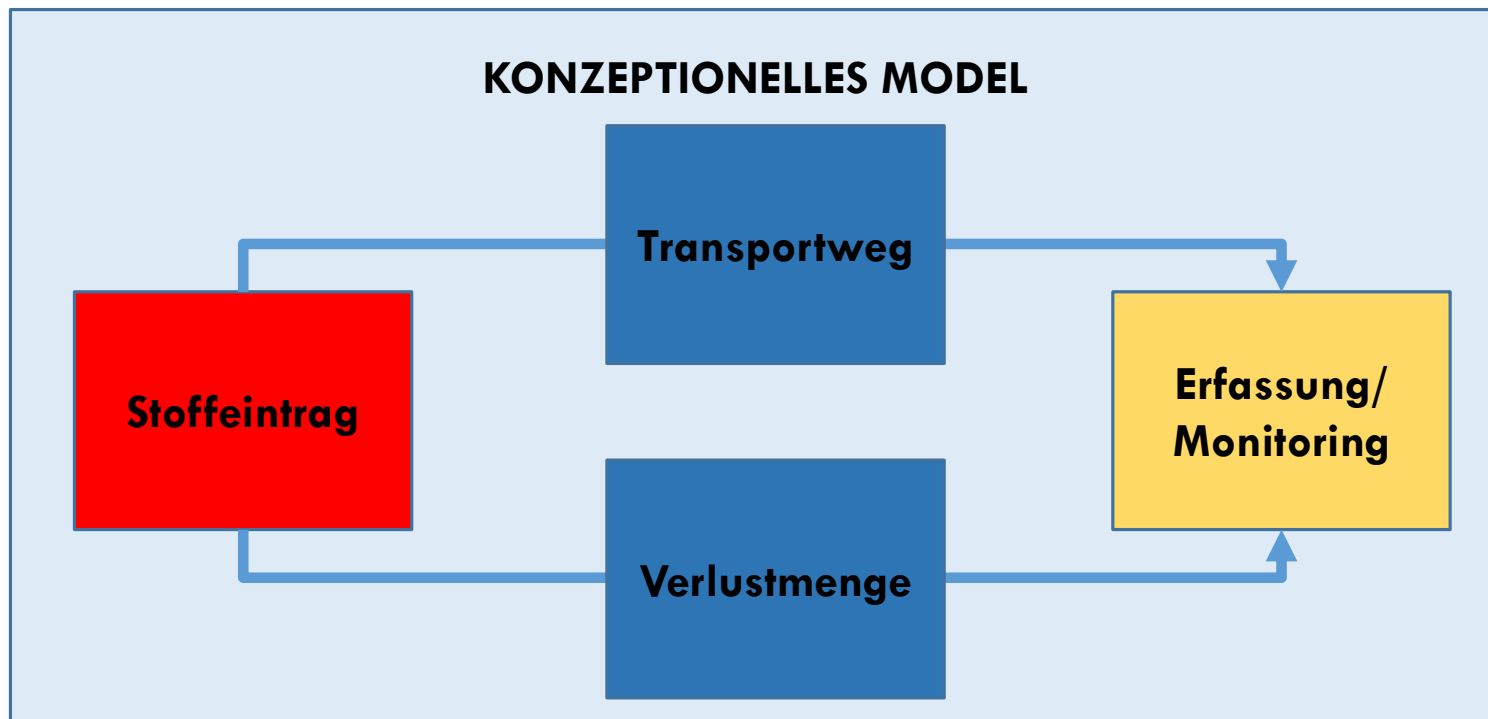 KONZEPTIONELLES MODEL
Transportweg
Stoffeintrag
Erfassung/
Monitoring
Verlustmenge